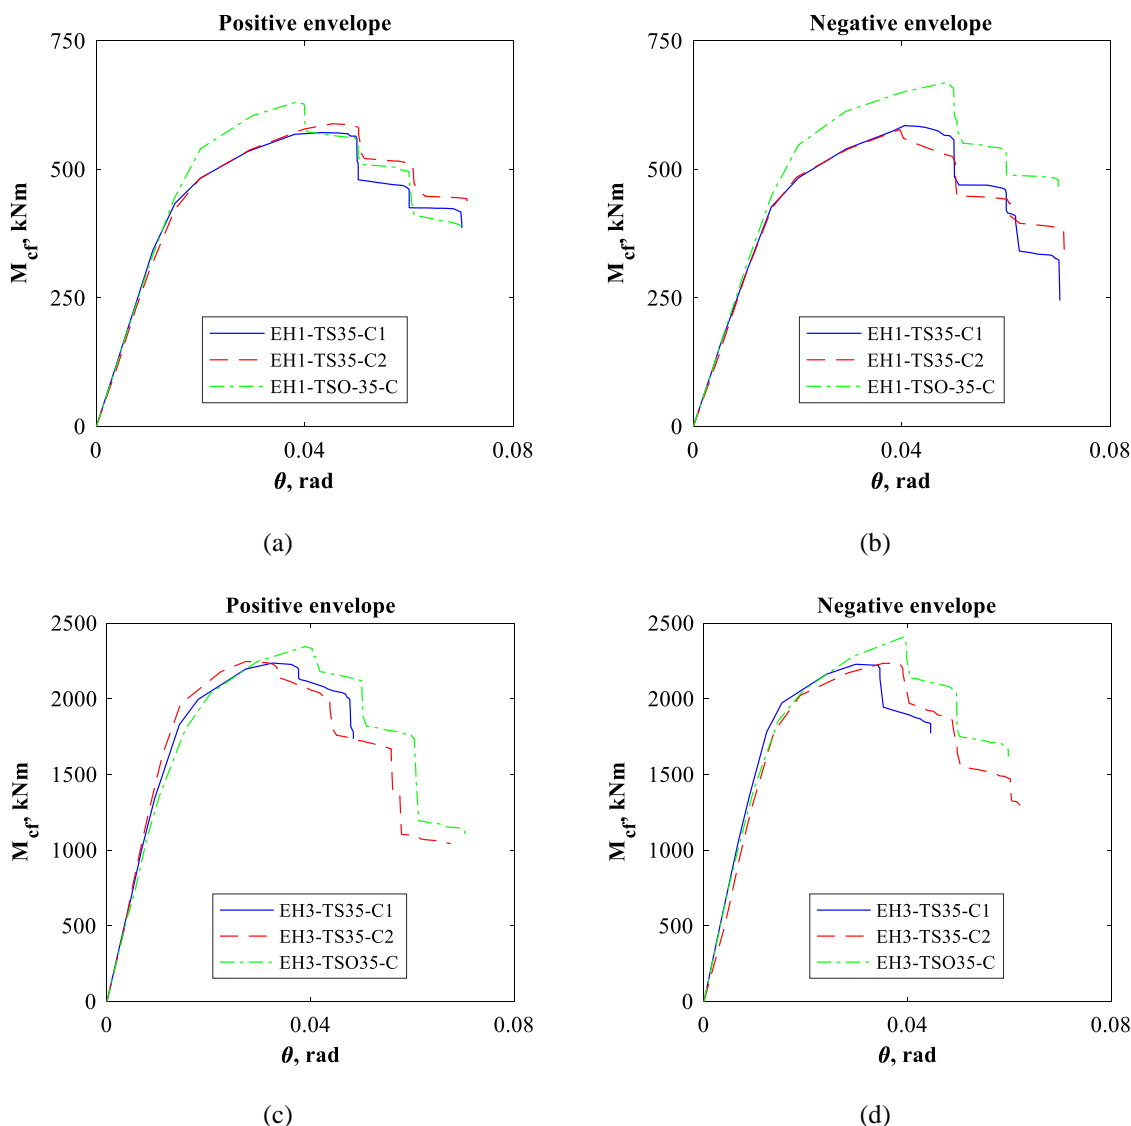 Positive envelope
750
500
250
0
M_cf, kNm
EH1-TS35-C1
EH1-TS35-C2
EH1-TSO-35-C
0 0.04 0.08
θ, rad
(a)
Negative envelope
750
500
250
0
M_cf, kNm
EH1-TS35-C1
EH1-TS35-C2
EH1-TSO-35-C
0 0.04 0.08
θ, rad
(b)
Positive envelope
2500
2000
1500
1000
500
0
M_cf, kNm
EH3-TS35-C1
EH3-TS35-C2
EH3-TSO35-C
0 0.04 0.08
θ, rad
(c)
Negative envelope
2500
2000
1500
1000
500
0
M_cf, kNm
EH3-TS35-C1
EH3-TS35-C2
EH3-TSO35-C
0 0.04 0.08
θ, rad
(d)